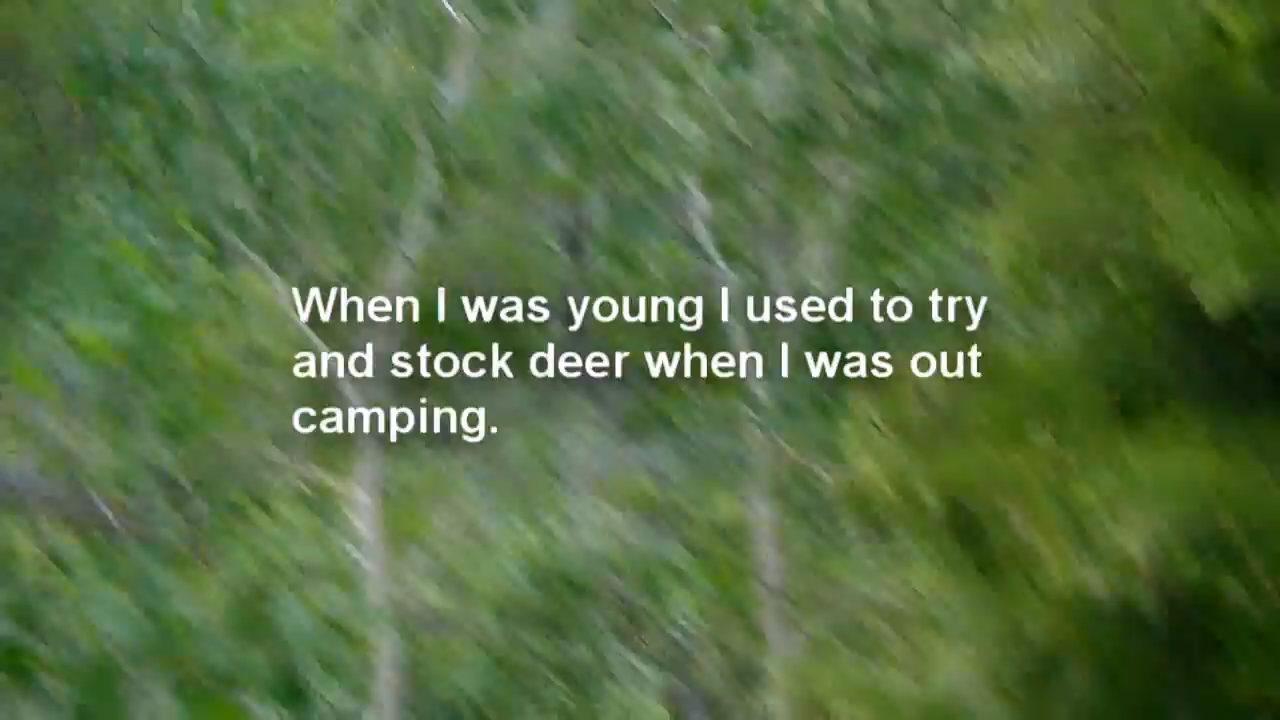 When I was young I used to try
and stock deer when I was out
camping.